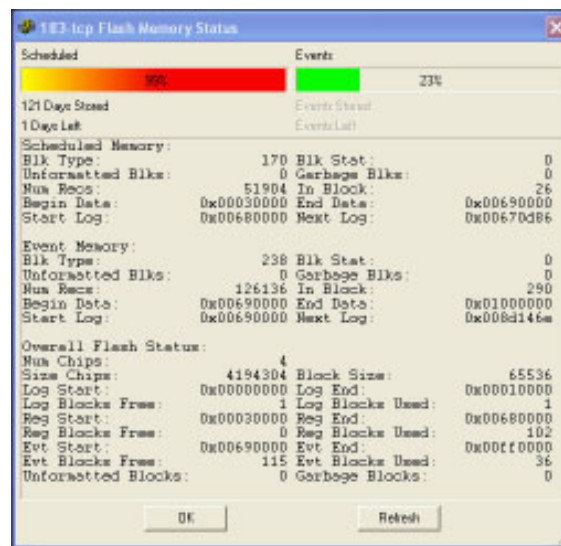 183-tcp Flash Memory Status
Scheduled Events
99% 23%
121 Days Stored Events Stored
1 Days Left Events Left
Scheduled Memory:
Blk Type: 170 Blk Stat: 0
Unformatted Blks: 0 Garbage Blks: 0
Num Recs: 51904 In Block: 26
Begin Data: 0x00030000 End Data: 0x00690000
Start Log: 0x00680000 Next Log: 0x00670d86
Event Memory:
Blk Type: 238 Blk Stat: 0
Unformatted Blks: 0 Garbage Blks: 0
Num Recs: 126136 In Block: 290
Begin Data: 0x00690000 End Data: 0x01000000
Start Log: 0x00690000 Next Log: 0x008d146e
Overall Flash Status:
Num Chips: 4
Size Chips: 4194304 Block Size: 65536
Log Start: 0x00000000 Log End: 0x00010000
Log Blocks Free: 1 Log Blocks Used: 1
Reg Start: 0x00030000 Reg End: 0x00680000
Reg Blocks Free: 0 Reg Blocks Used: 102
Evt Start: 0x00690000 Evt End: 0x00ff0000
Evt Blocks Free: 115 Evt Blocks Used: 36
Unformatted Blocks: 0 Garbage Blocks: 0
OK Refresh